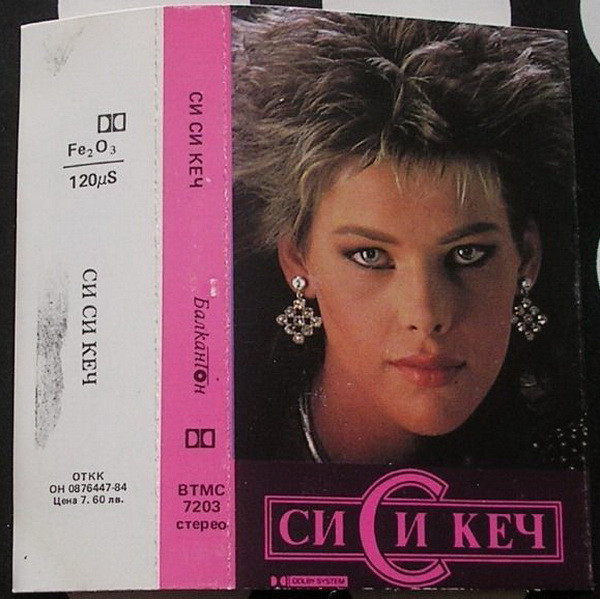 Fe₂O₃
120µS
СИ СИ КЕЧ
ОТКК
ОН 0876447-84
Цена 7. 60 лв.
СИ СИ КЕЧ
Балкантон
ВТМС
7203
стерео
СИ СИ КЕЧ
DOLBY SYSTEM